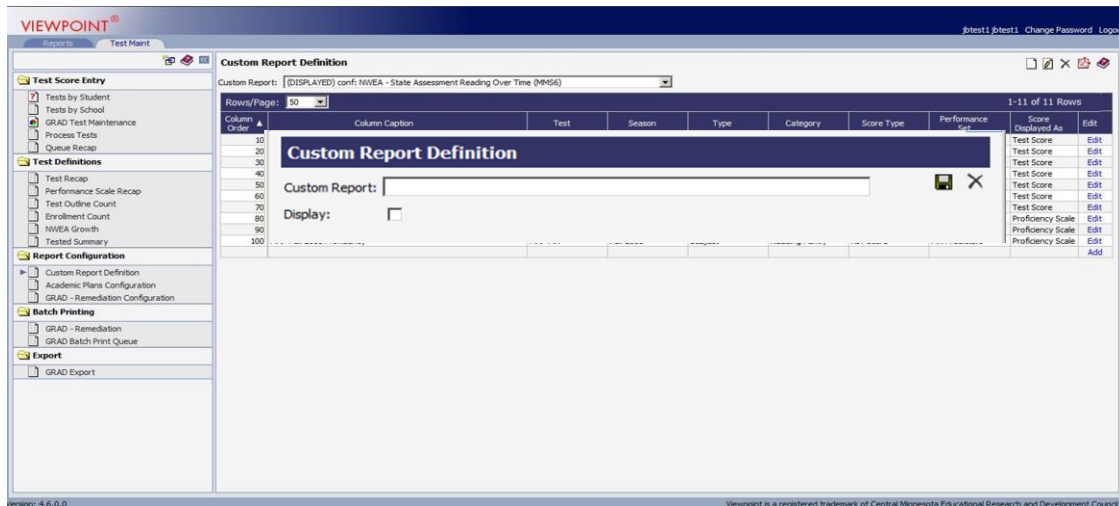 VIEWPOINT®
jbtest1 jbtest1 Change Password Logou
Reports Test Maint
Test Score Entry
Tests by Student
Tests by School
GRAD Test Maintenance
Process Tests
Queue Recap
Test Definitions
Test Recap
Performance Scale Recap
Test Outline Count
Enrollment Count
NWEA Growth
Tested Summary
Report Configuration
Custom Report Definition
Academic Plans Configuration
GRAD - Remediation Configuration
Batch Printing
GRAD - Remediation
GRAD Batch Print Queue
Export
GRAD Export
Custom Report Definition
Custom Report: (DISPLAYED) conf: NWEA - State Assessment Reading Over Time (MMS6)
Rows/Page: 50 1-11 of 11 Rows
Column Order Column Caption Test Season Type Category Score Type Performance Set Score Displayed As Edit
10 Test Score Edit
20 Test Score Edit
30 Test Score Edit
40 Test Score Edit
50 Test Score Edit
60 Test Score Edit
70 Test Score Edit
80 Proficiency Scale Edit
90 Proficiency Scale Edit
100 Proficiency Scale Edit
Add
Custom Report Definition
Custom Report:
Display:
Version: 4.6.0.0
Viewpoint is a registered trademark of Central Minnesota Educational Research and Development Council